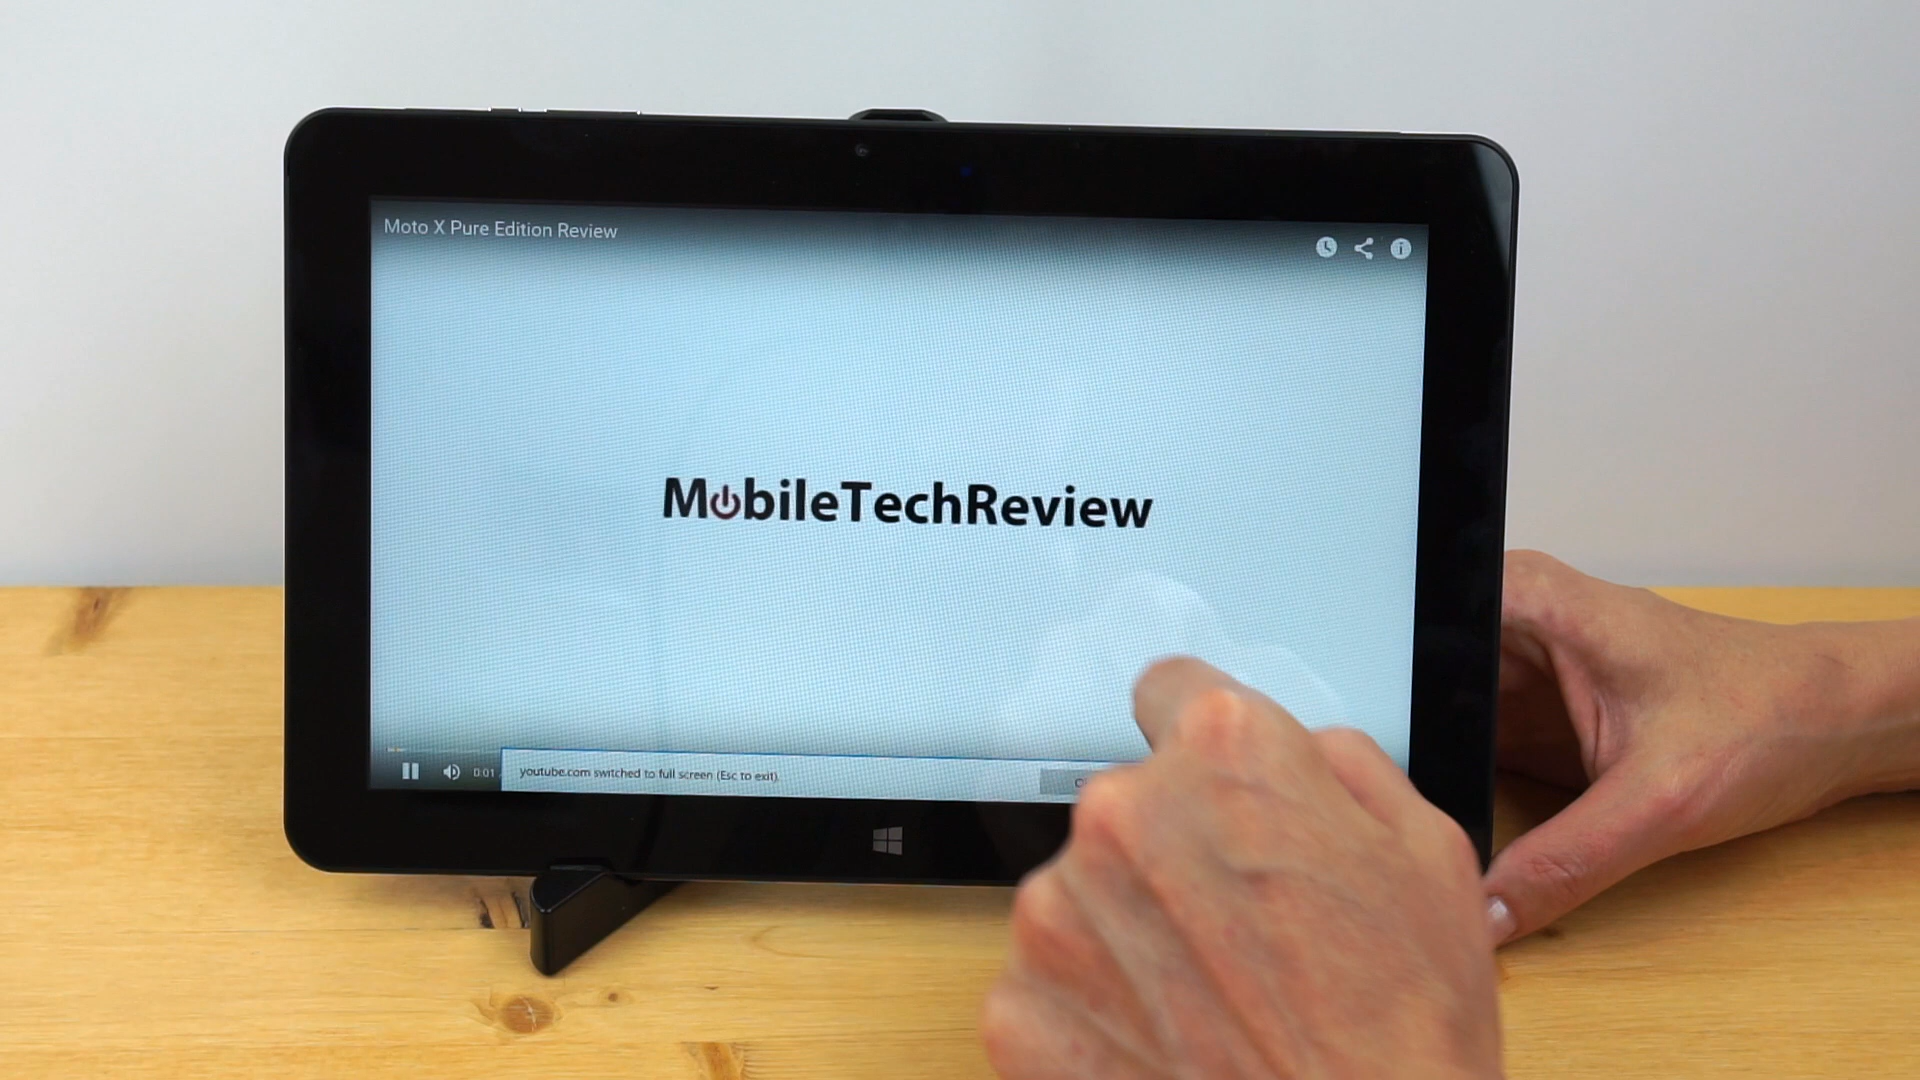 Moto X Pure Edition Review
MobileTechReview
0:01
youtube.com switched to full screen (Esc to exit).